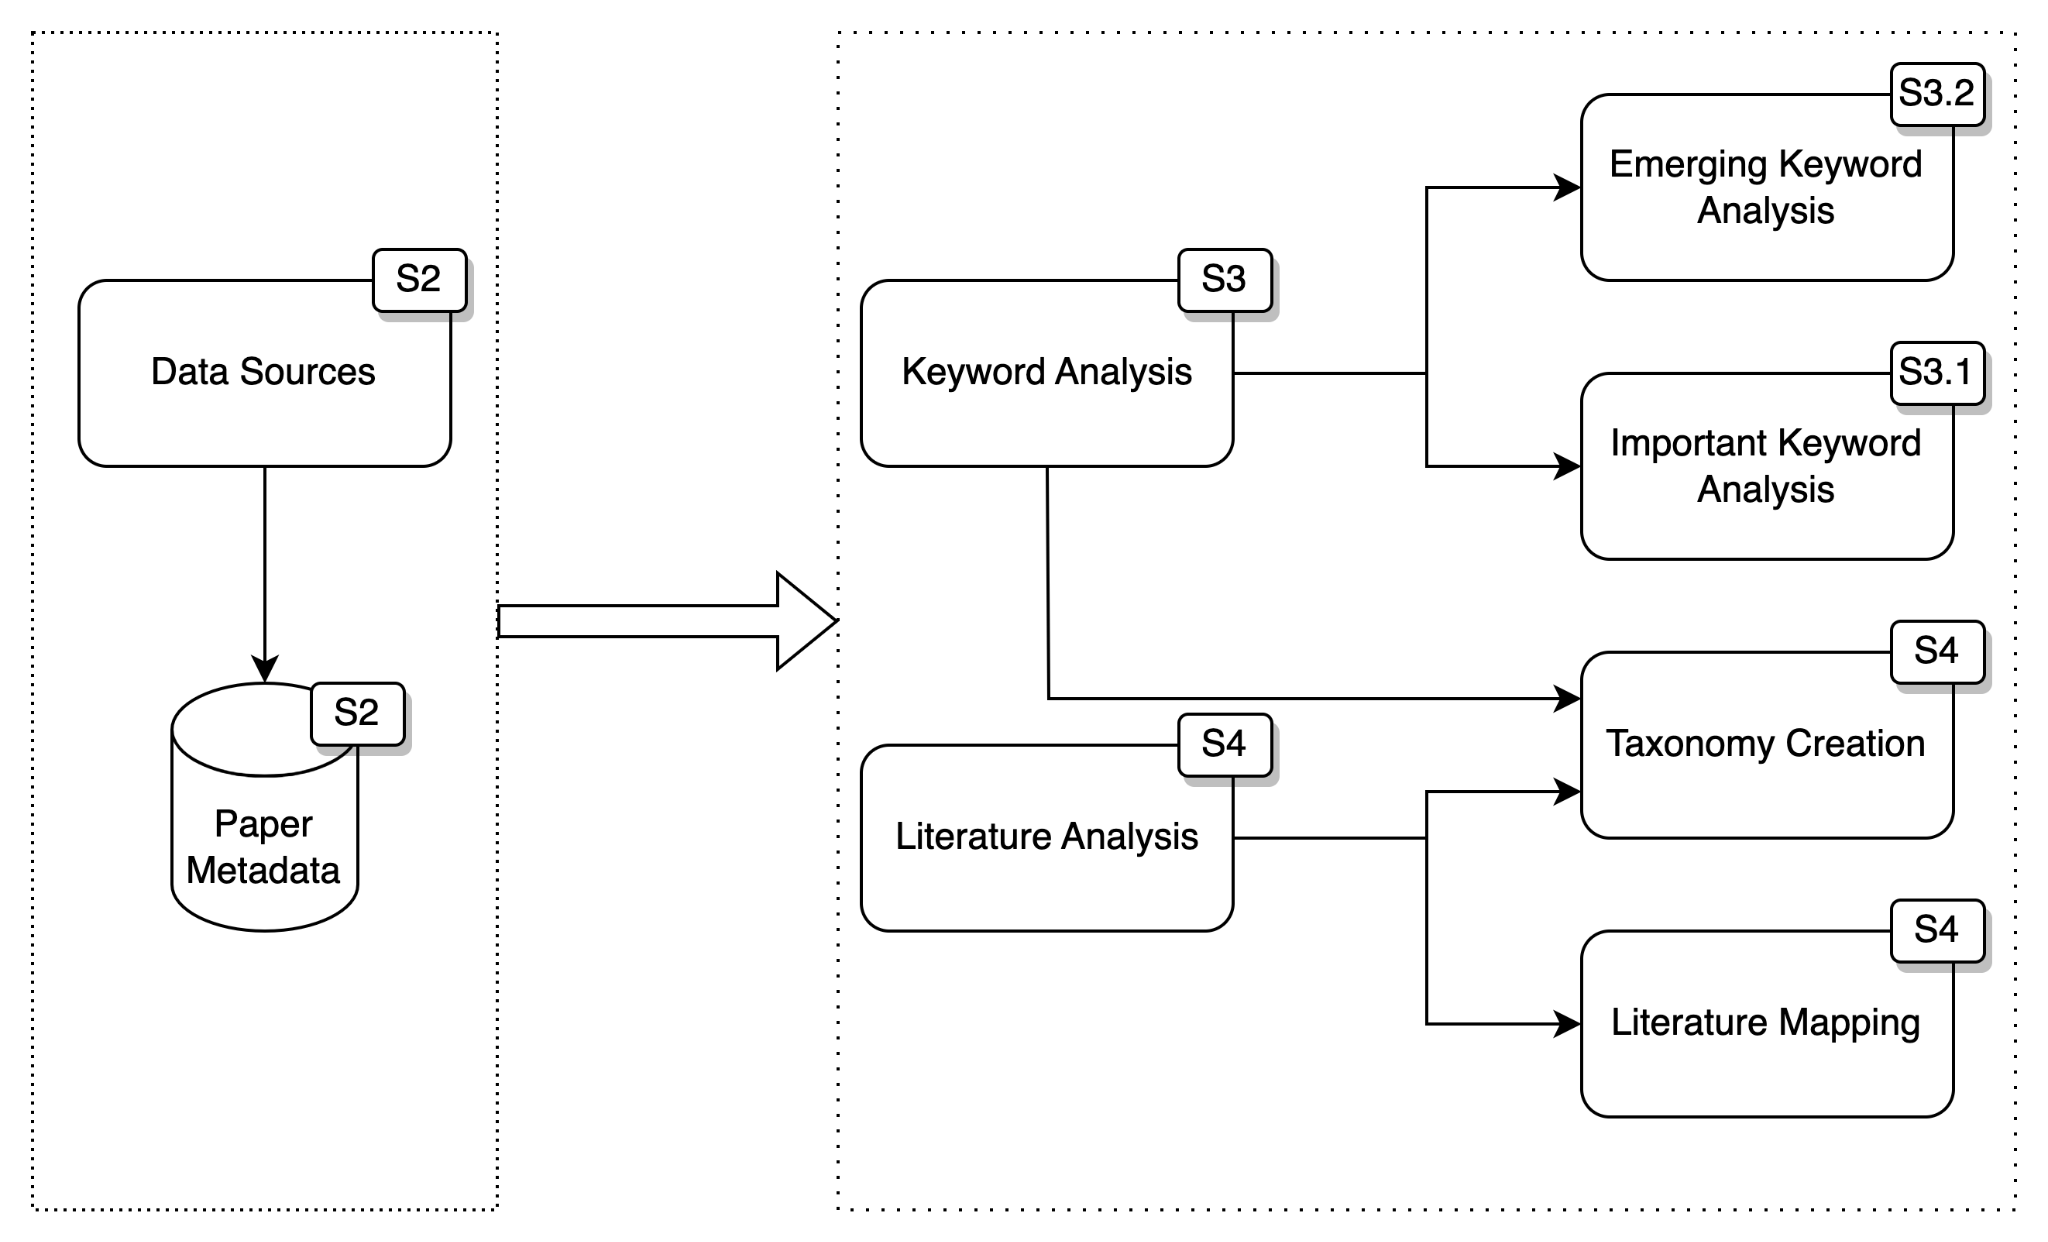 S2
Data Sources
S2
Paper
Metadata
S3
Keyword Analysis
S4
Literature Analysis
S3.2
Emerging Keyword
Analysis
S3.1
Important Keyword
Analysis
S4
Taxonomy Creation
S4
Literature Mapping